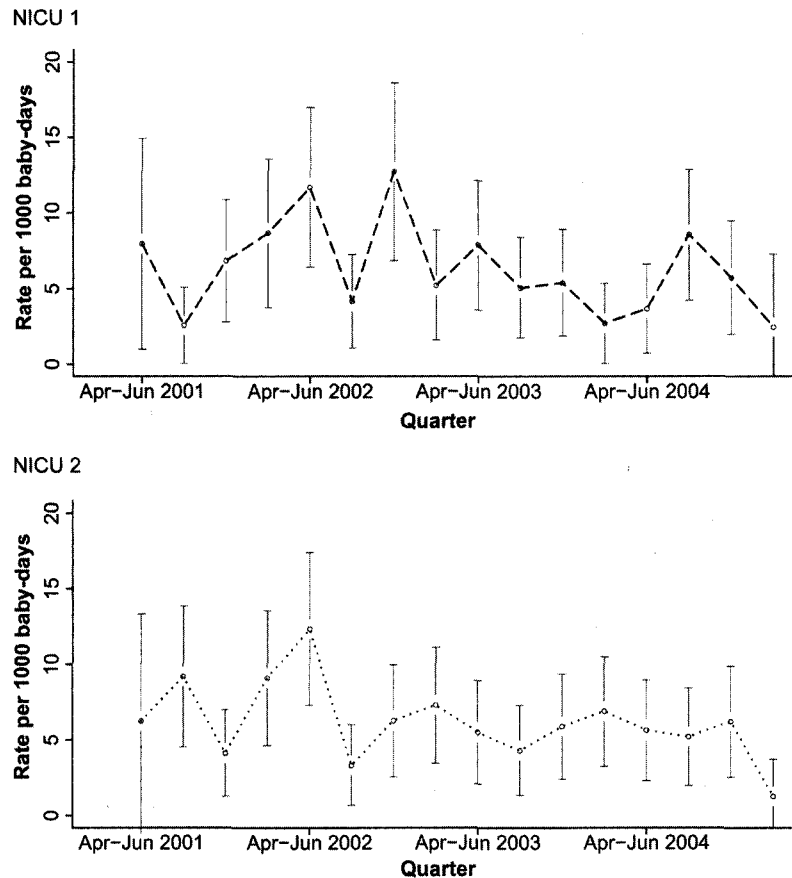 NICU 1
Rate per 1000 baby-days
20
15
10
5
0
Apr-Jun 2001 Apr-Jun 2002 Apr-Jun 2003 Apr-Jun 2004
Quarter
NICU 2
Rate per 1000 baby-days
20
15
10
5
0
Apr-Jun 2001 Apr-Jun 2002 Apr-Jun 2003 Apr-Jun 2004
Quarter